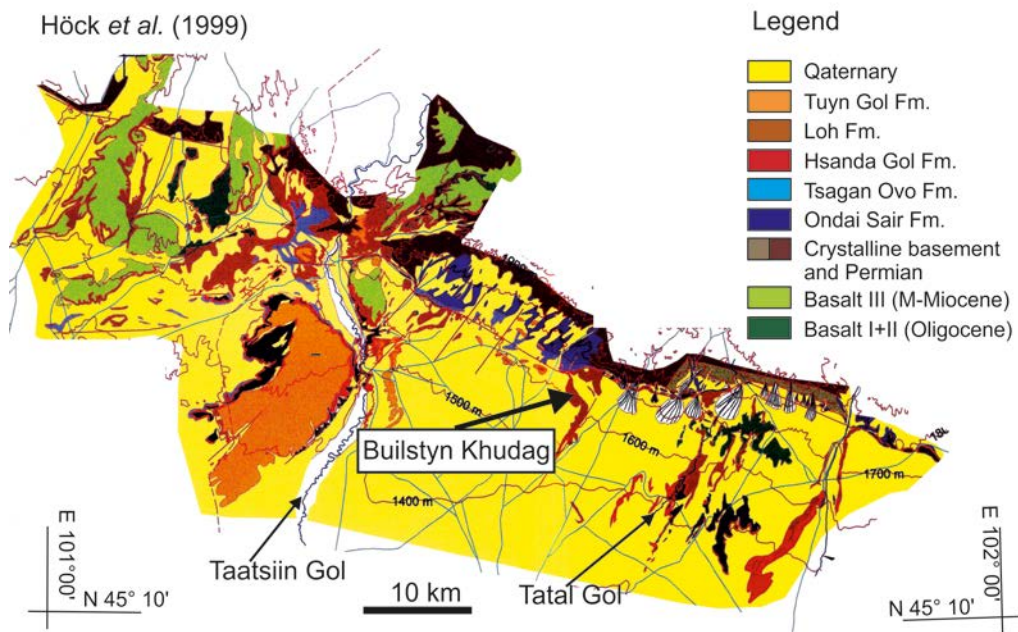 Höck et al. (1999)
Legend
Qaternary
Tuyn Gol Fm.
Loh Fm.
Hsanda Gol Fm.
Tsagan Ovo Fm.
Ondai Sair Fm.
Crystalline basement
and Permian
Basalt III (M-Miocene)
Basalt I+II (Oligocene)
1500 m
Builstyn Khudag
1600 m
1700 m
1400 m
E 101°00'
N 45° 10'
Taatsiin Gol
10 km
Tatal Gol
E 102° 00'
N 45° 10'